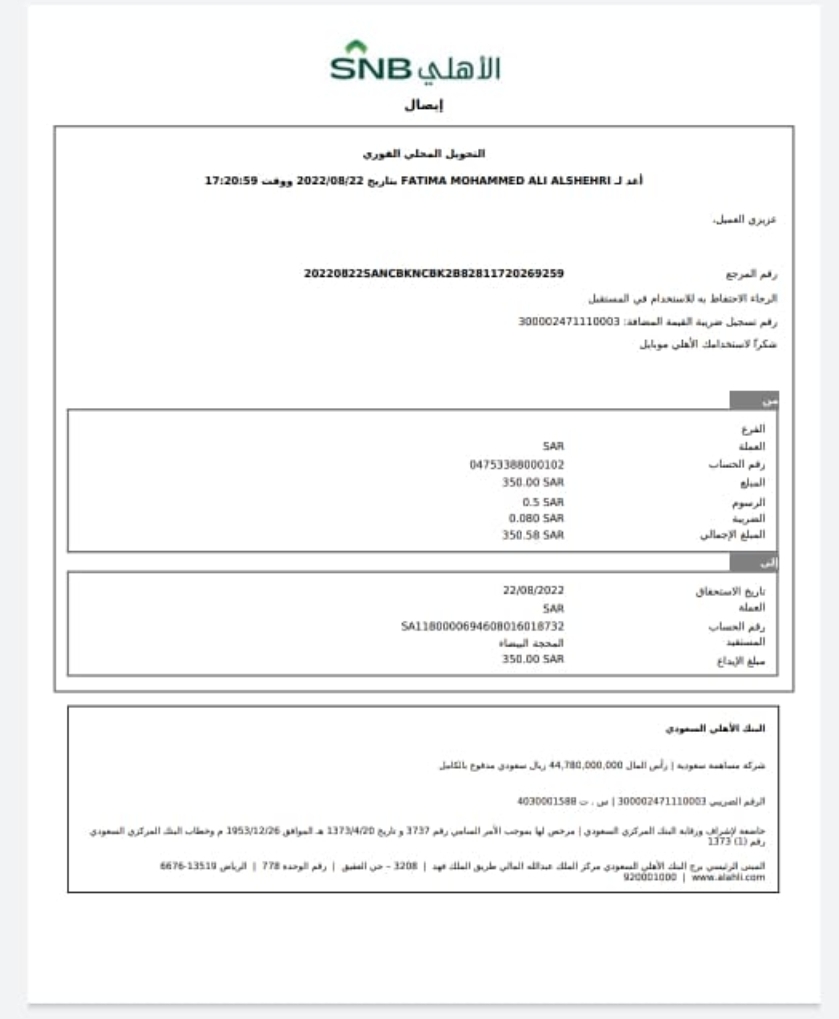 SNB الأهلي
إيصال
التحويل المحلي الفوري
أعد لـ FATIMA MOHAMMED ALI ALSHEHRI بتاريخ 2022/08/22 ووقت 17:20:59
عزيزي العميل،
رقم المرجع 20220822SANCBKNCBK2B82811720269259
الرجاء الاحتفاظ به للاستخدام في المستقبل
رقم تسجيل ضريبة القيمة المضافة: 300002471110003
شكراً لاستخدامك الأهلي موبايل
من
الفرع
العملة SAR
رقم الحساب 04753388000102
المبلغ 350.00 SAR
الرسوم 0.5 SAR
الضريبة 0.080 SAR
المبلغ الإجمالي 350.58 SAR
إلى
تاريخ الاستحقاق 22/08/2022
العملة SAR
رقم الحساب SA1180000694608016018732
المستفيد المحجة البيضاء
مبلغ الإيداع 350.00 SAR
البنك الأهلي السعودي
شركة مساهمة سعودية | رأس المال 44,780,000,000 ريال سعودي مدفوع بالكامل
الرقم الضريبي 300002471110003 | س . ت 4030001588
خاضعة لإشراف ورقابة البنك المركزي السعودي | مرخص لها بموجب الأمر السامي رقم 3737 و تاريخ 1373/4/20 هـ الموافق 1953/12/26 م وخطاب البنك المركزي السعودي
رقم (1) 1373
المبنى الرئيسي برج البنك الأهلي السعودي مركز الملك عبدالله المالي طريق الملك فهد | 3208 - حي العقيق | رقم الوحدة 778 | الرياض 13519-6676
920001000 | www.alahli.com